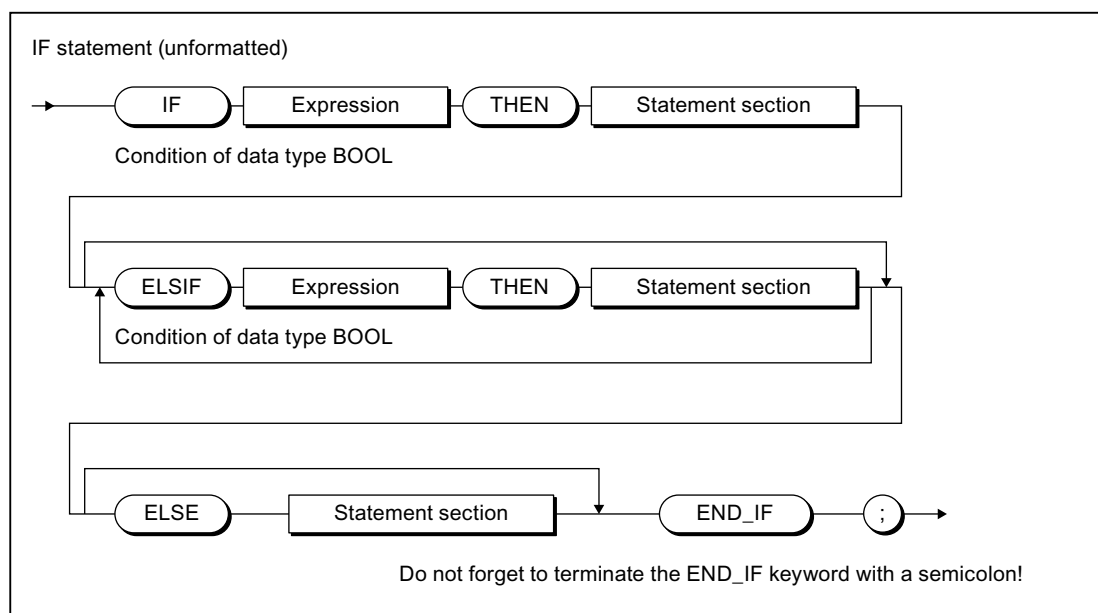 IF statement (unformatted)
IF Expression THEN Statement section
Condition of data type BOOL
ELSIF Expression THEN Statement section
Condition of data type BOOL
ELSE Statement section END_IF ;
Do not forget to terminate the END_IF keyword with a semicolon!